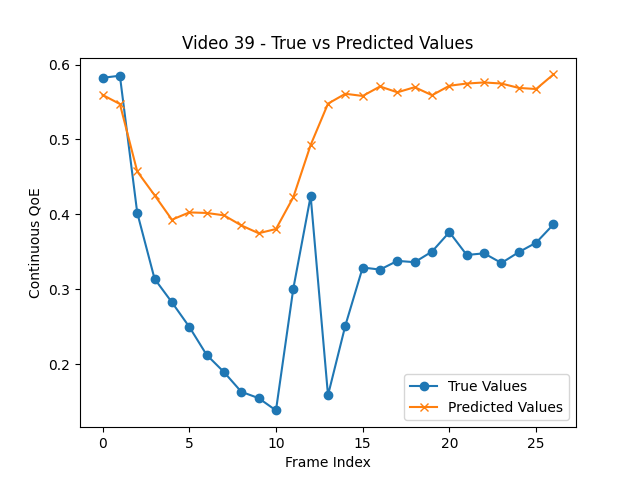 Video 39 - True vs Predicted Values
0.6
0.5
0.4
0.3
0.2
Continuous QoE
0
5
10
15
20
25
Frame Index
True Values
Predicted Values